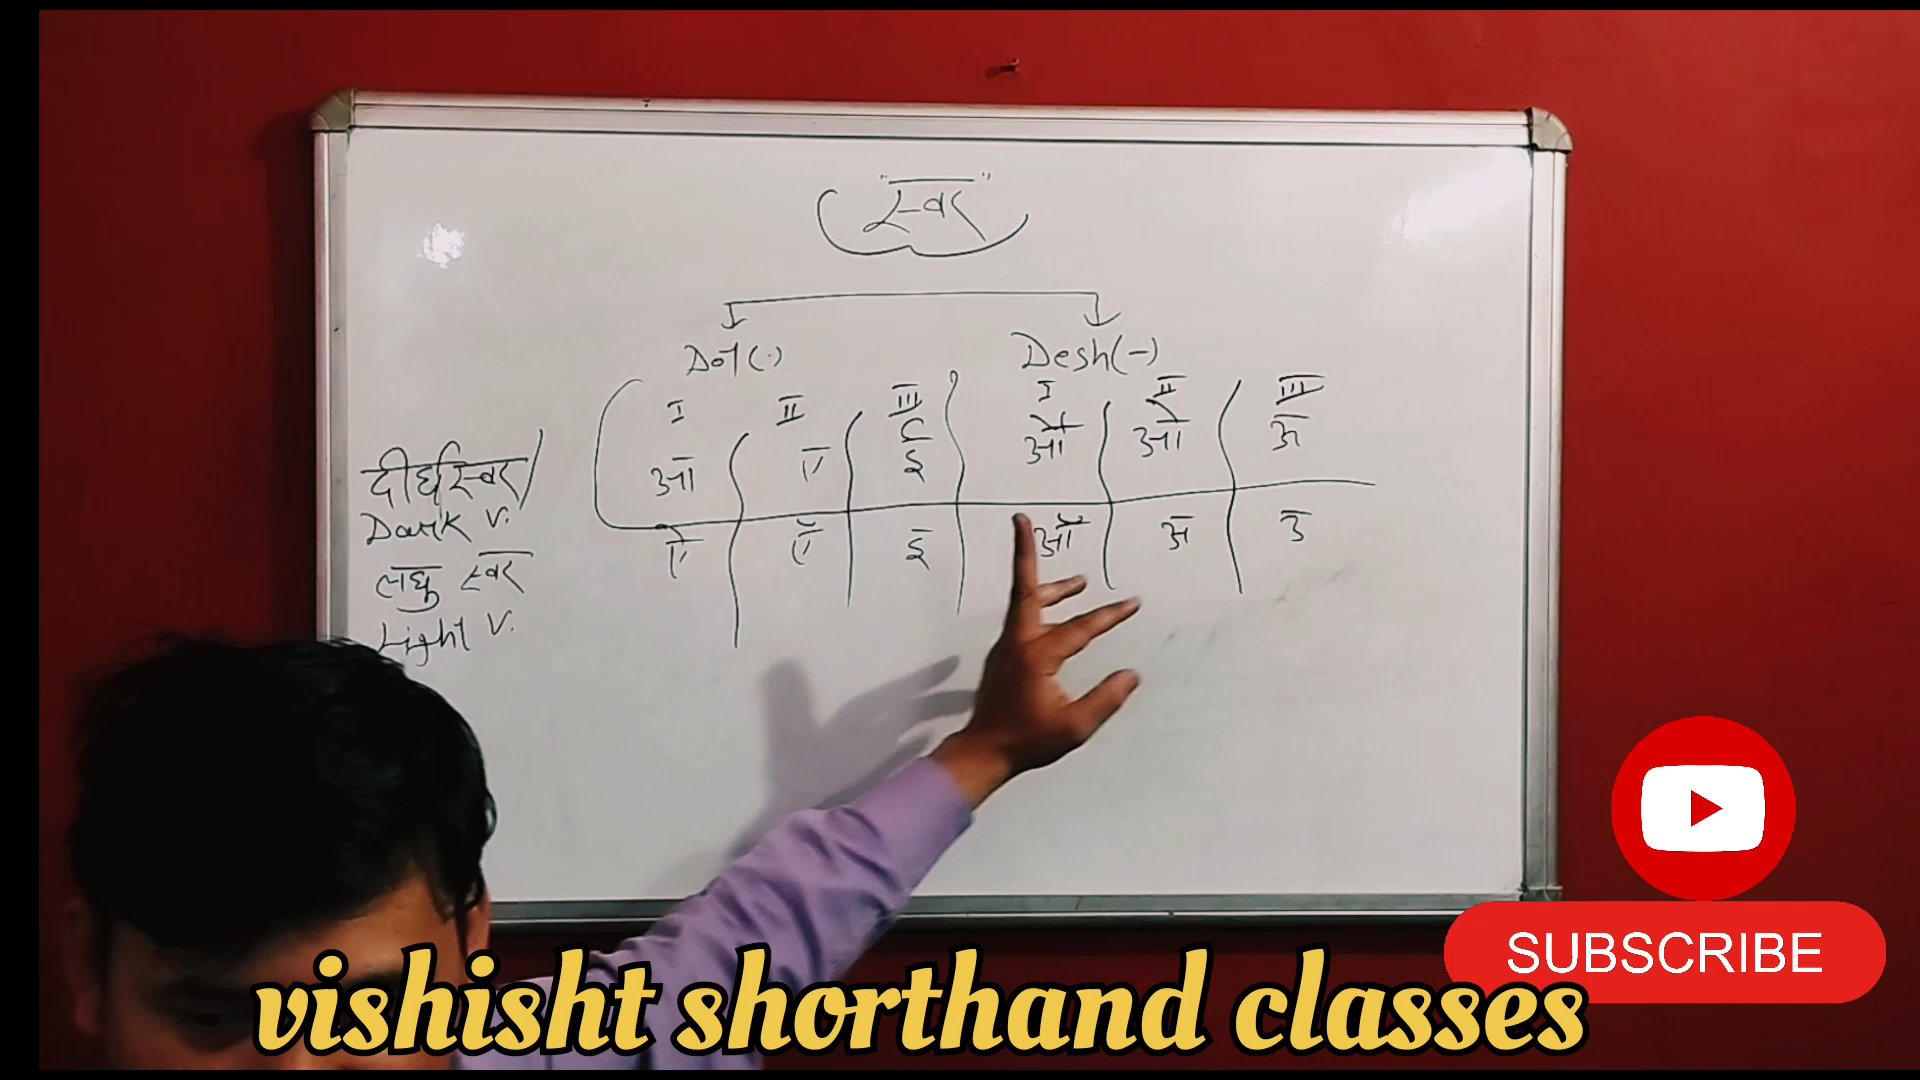 "स्वर"
Dot (·) Desh (-)
I II III I II III
दीर्घ स्वर आ ए ई ऑ ओ
Dark V.
लघु स्वर ऐ ऍ इ ऑ अ उ
Light V.
SUBSCRIBE
vishisht shorthand classes